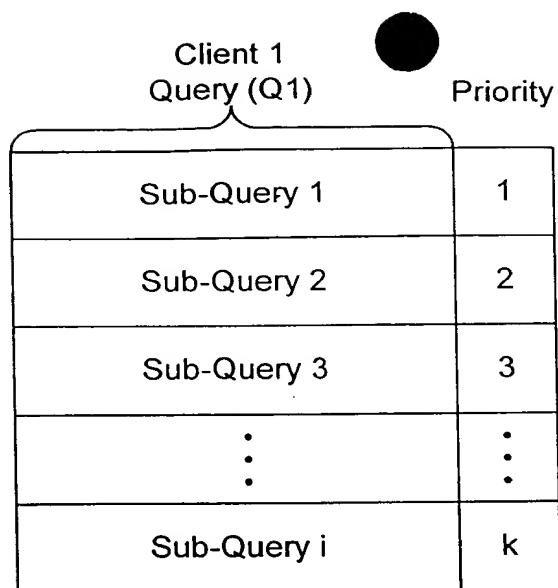 Client 1
Query (Q1)
Priority
Sub-Query 1 1
Sub-Query 2 2
Sub-Query 3 3
Sub-Query i k